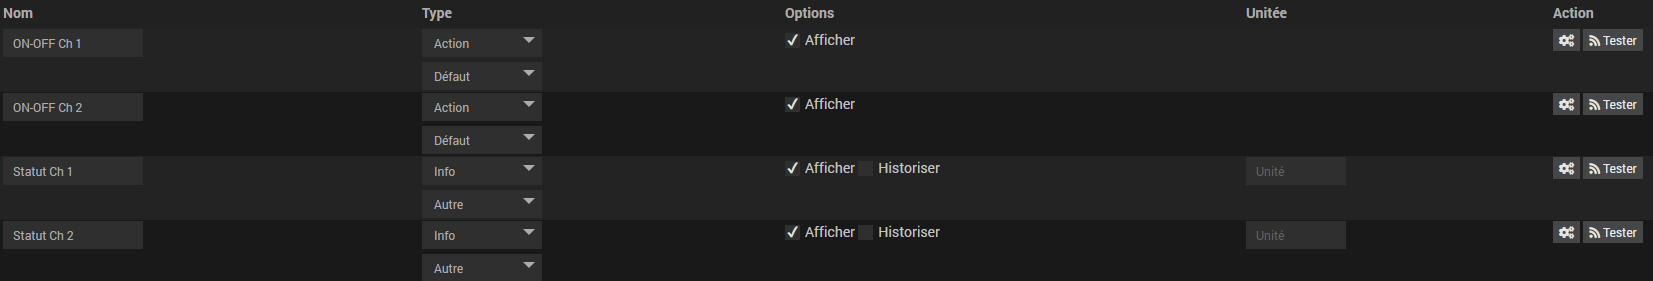 Nom Type Options Unitée Action
ON-OFF Ch 1 Action Afficher Tester
Défaut
ON-OFF Ch 2 Action Afficher Tester
Défaut
Statut Ch 1 Info Afficher Historiser Unité Tester
Autre
Statut Ch 2 Info Afficher Historiser Unité Tester
Autre